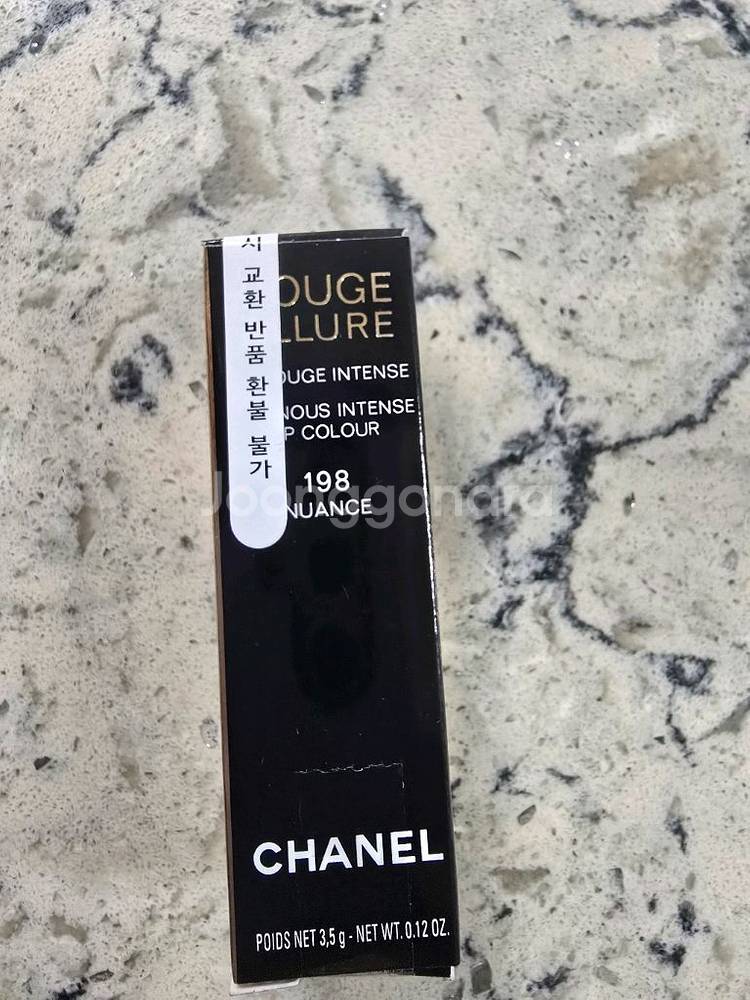 시 교환 반품 환불 불가
OUGE
LLURE
OUGE INTENSE
NOUS INTENSE
P COLOUR
198
NUANCE
Joonggonara
CHANEL
POIDS NET 3,5 g - NET WT. 0.12 OZ.